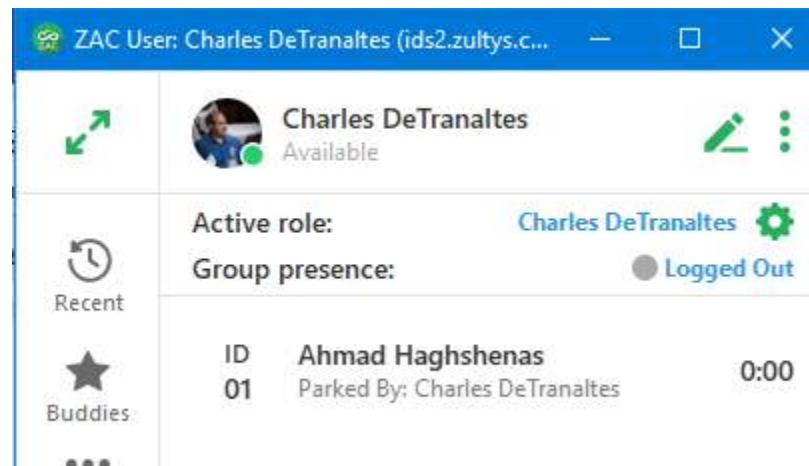 ZAC User: Charles DeTranaltes (ids2.zultys.c...
Charles DeTranaltes
Available
Active role: Charles DeTranaltes
Group presence: Logged Out
Recent
Buddies
ID Ahmad Haghshenas 0:00
01 Parked By: Charles DeTranaltes